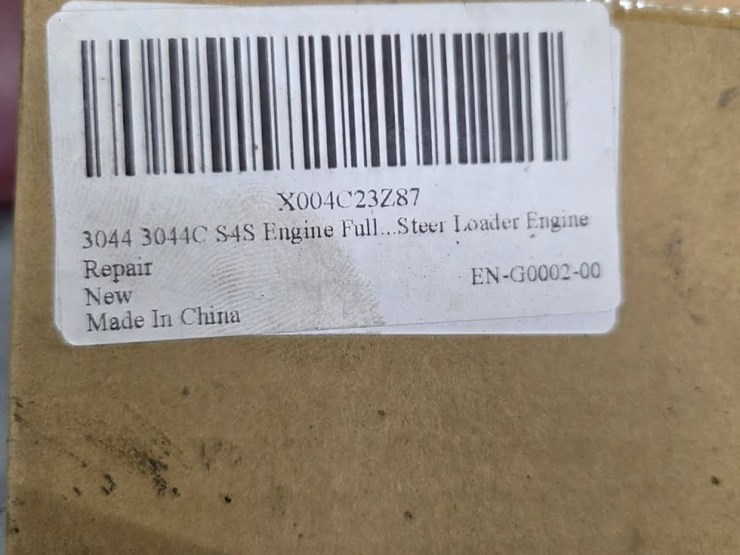 X004C23Z87
3044 3044C S4S Engine Full...Steer Loader Engine
Repair
EN-G0002-00
New
Made In China